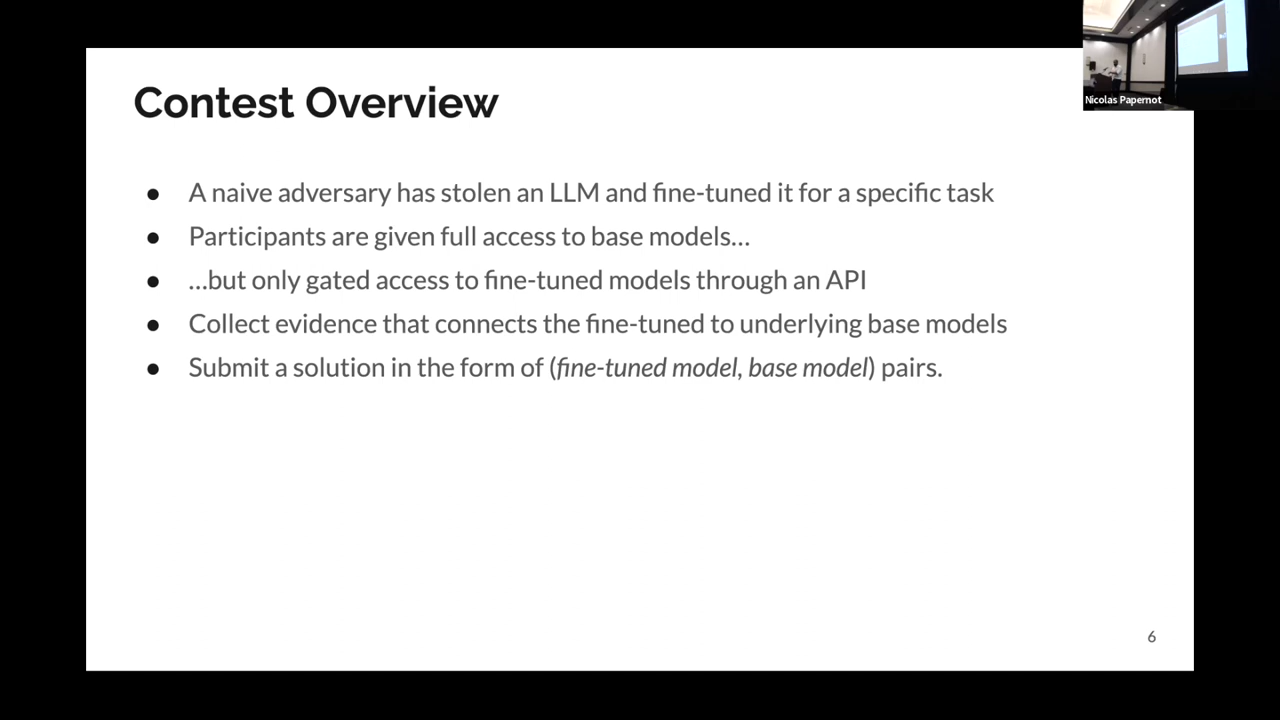 Contest Overview
Nicolas Papernot
● A naive adversary has stolen an LLM and fine-tuned it for a specific task
● Participants are given full access to base models…
● …but only gated access to fine-tuned models through an API
● Collect evidence that connects the fine-tuned to underlying base models
● Submit a solution in the form of (fine-tuned model, base model) pairs.
6